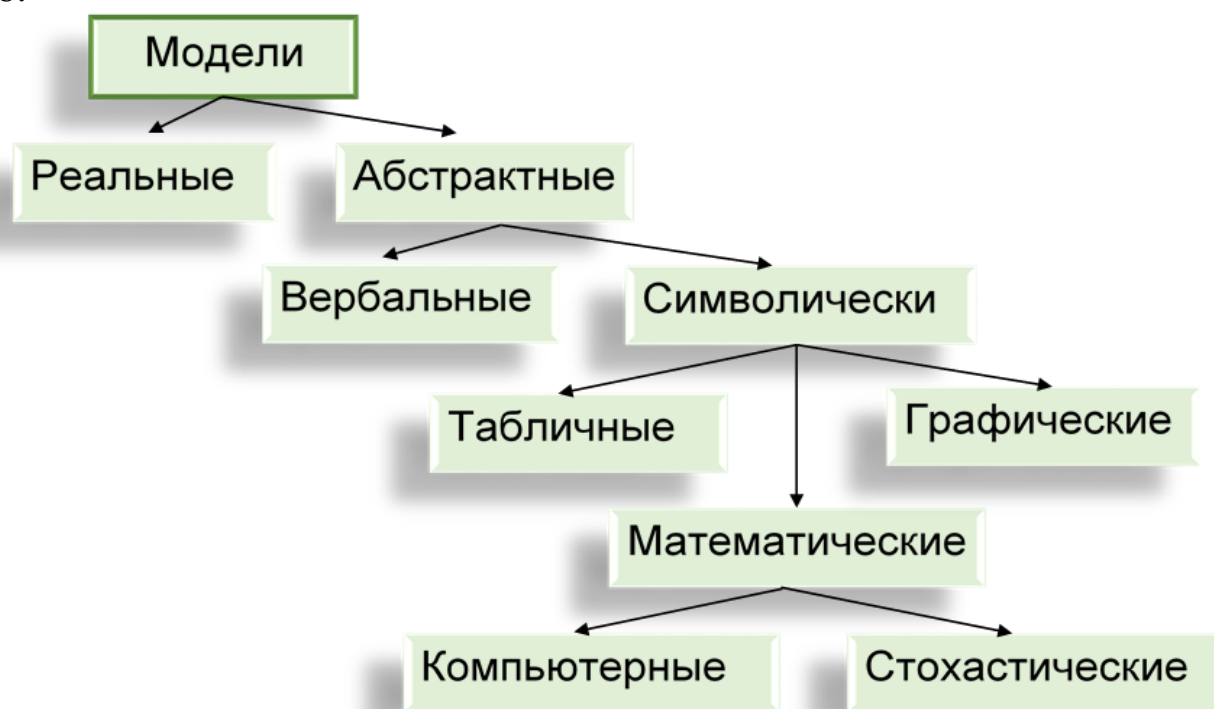 Модели
Реальные
Абстрактные
Вербальные
Символически
Табличные
Графические
Математические
Компьютерные
Стохастические